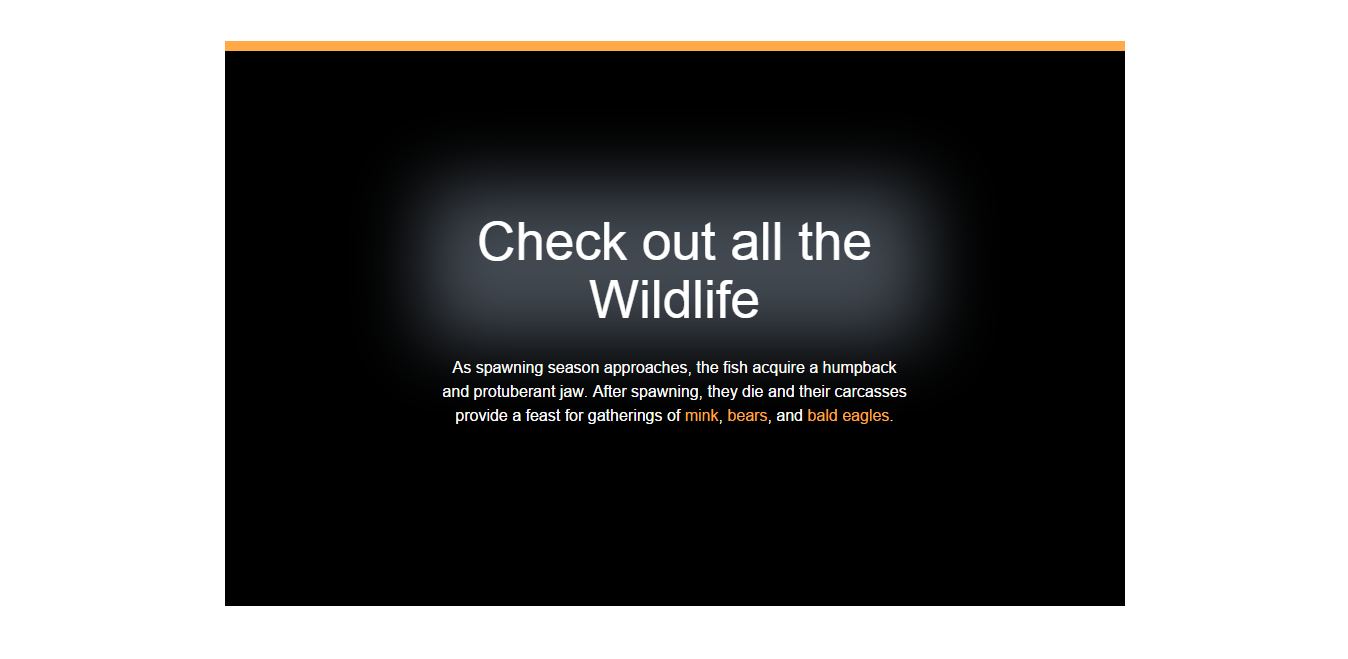 Check out all the
Wildlife
As spawning season approaches, the fish acquire a humpback
and protuberant jaw. After spawning, they die and their carcasses
provide a feast for gatherings of mink, bears, and bald eagles.